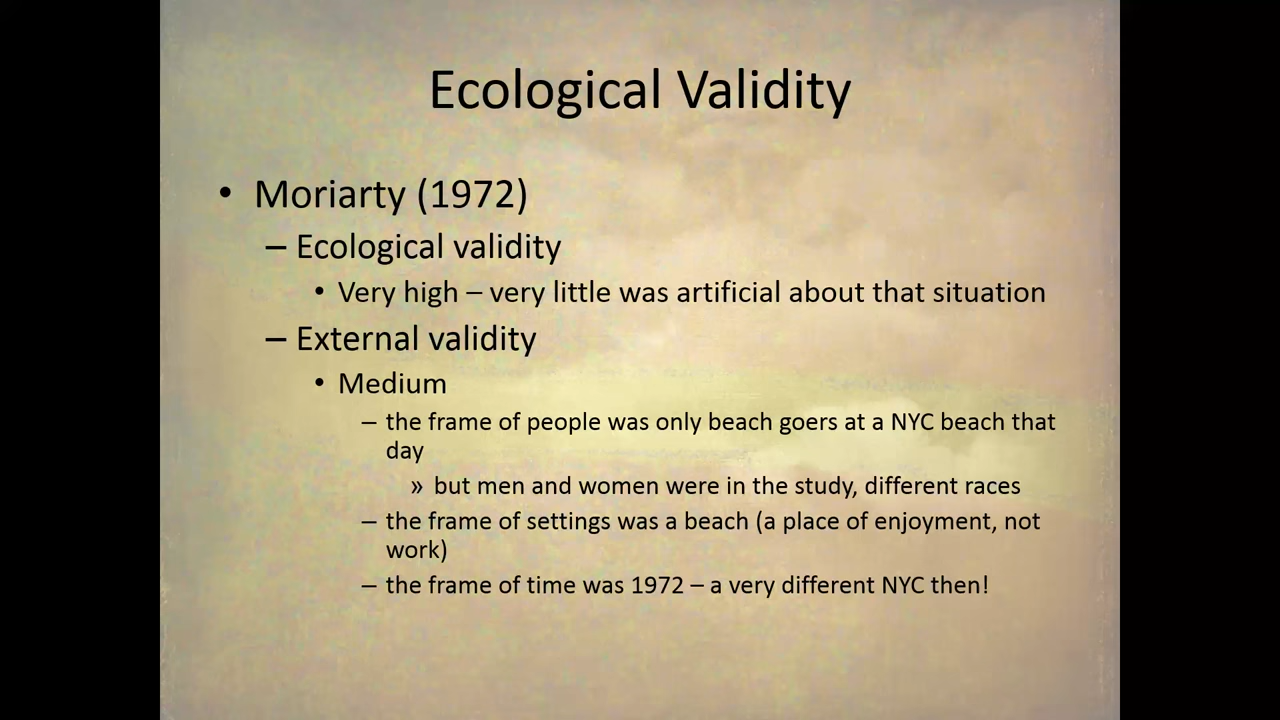 Ecological Validity
• Moriarty (1972)
– Ecological validity
• Very high – very little was artificial about that situation
– External validity
• Medium
– the frame of people was only beach goers at a NYC beach that
day
» but men and women were in the study, different races
– the frame of settings was a beach (a place of enjoyment, not
work)
– the frame of time was 1972 – a very different NYC then!